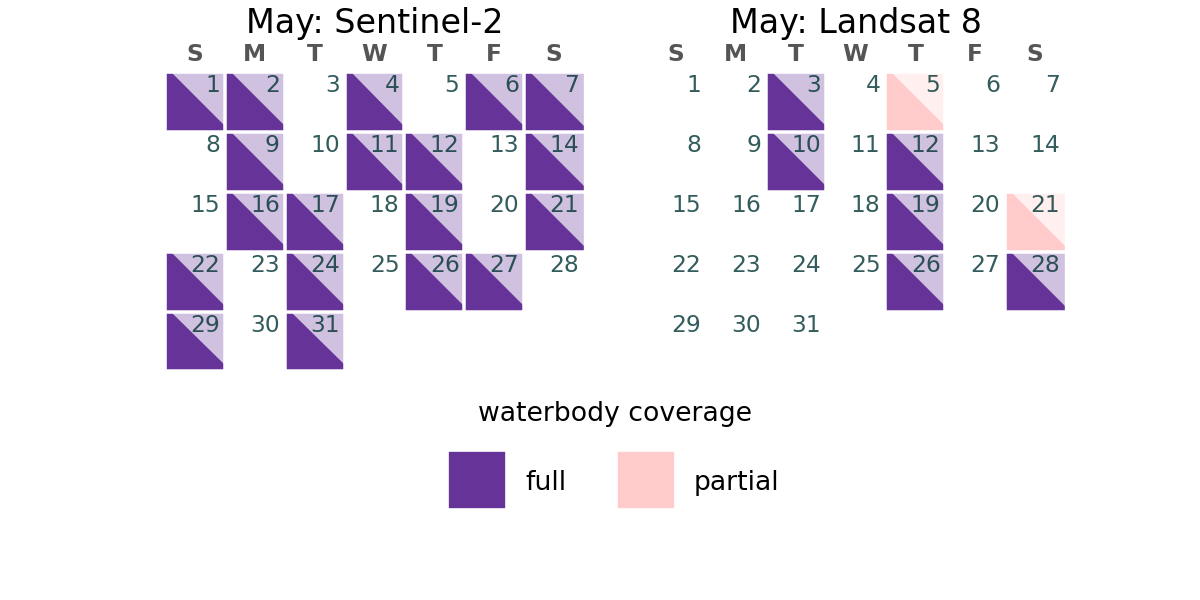 May: Sentinel-2
S M T W T F S
1 2 3 4 5 6 7
8 9 10 11 12 13 14
15 16 17 18 19 20 21
22 23 24 25 26 27 28
29 30 31
May: Landsat 8
S M T W T F S
1 2 3 4 5 6 7
8 9 10 11 12 13 14
15 16 17 18 19 20 21
22 23 24 25 26 27 28
29 30 31
waterbody coverage
full
partial